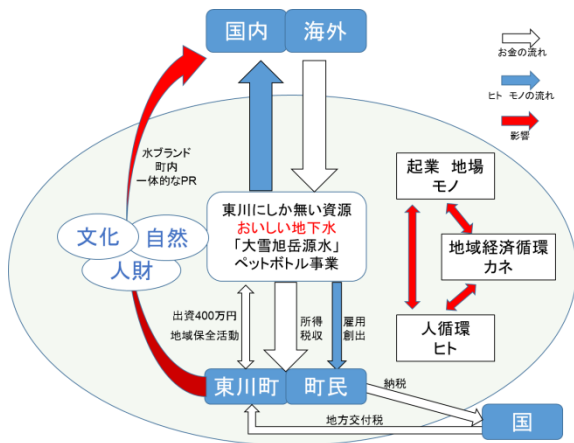 国内 海外
お金の流れ
ヒト モノの流れ
影響
水ブランド
町内
一体的なPR
文化 自然
人財
東川にしか無い資源
おいしい地下水
「大雪旭岳源水」
ペットボトル事業
起業 地場
モノ
地域経済循環
カネ
人循環
ヒト
出資400万円
地域保全活動
所得
税収
雇用
創出
東川町 町民
納税
地方交付税
国